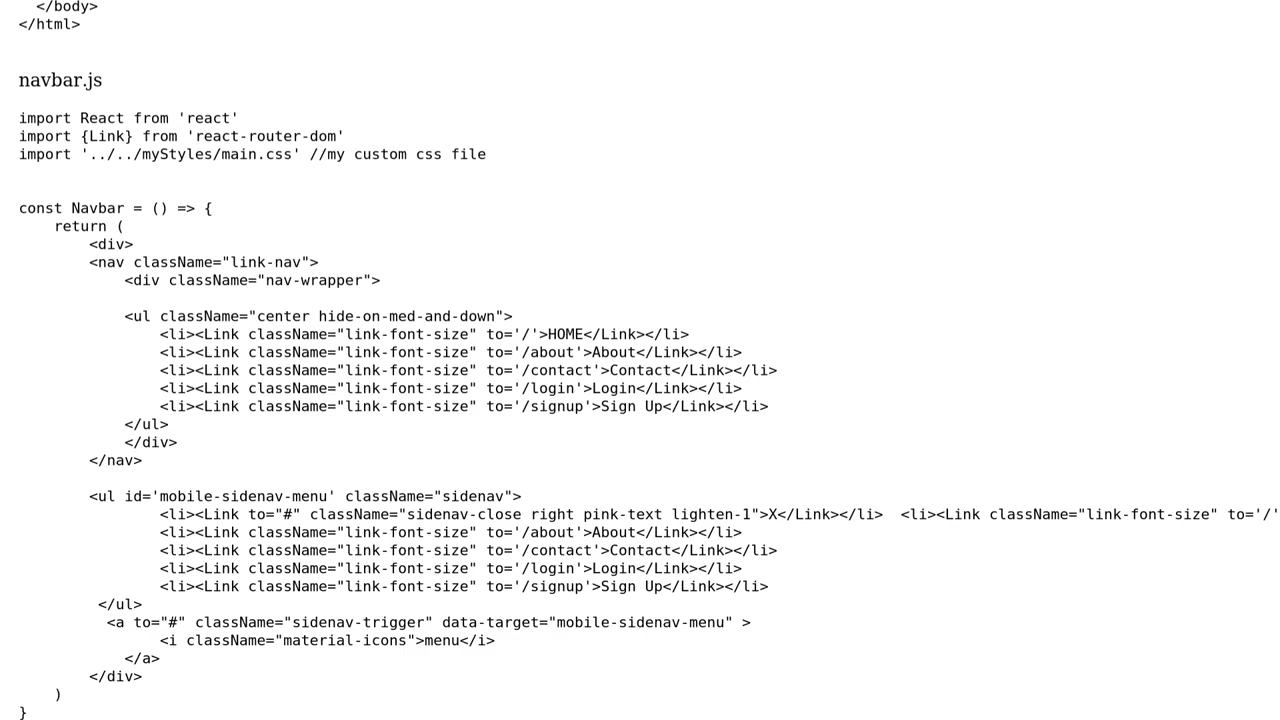 </body>
</html>
navbar.js
import React from 'react'
import {Link} from 'react-router-dom'
import '../../myStyles/main.css' //my custom css file
const Navbar = () => {
return (
<div>
<nav className="link-nav">
<div className="nav-wrapper">
<ul className="center hide-on-med-and-down">
<li><Link className="link-font-size" to='/'>HOME</Link></li>
<li><Link className="link-font-size" to='/about'>About</Link></li>
<li><Link className="link-font-size" to='/contact'>Contact</Link></li>
<li><Link className="link-font-size" to='/login'>Login</Link></li>
<li><Link className="link-font-size" to='/signup'>Sign Up</Link></li>
</ul>
</div>
</nav>
<ul id='mobile-sidenav-menu' className="sidenav">
<li><Link to="#" className="sidenav-close right pink-text lighten-1">X</Link></li>  <li><Link className="link-font-size" to='/'
<li><Link className="link-font-size" to='/about'>About</Link></li>
<li><Link className="link-font-size" to='/contact'>Contact</Link></li>
<li><Link className="link-font-size" to='/login'>Login</Link></li>
<li><Link className="link-font-size" to='/signup'>Sign Up</Link></li>
</ul>
<a to="#" className="sidenav-trigger" data-target="mobile-sidenav-menu" >
<i className="material-icons">menu</i>
</a>
</div>
)
}